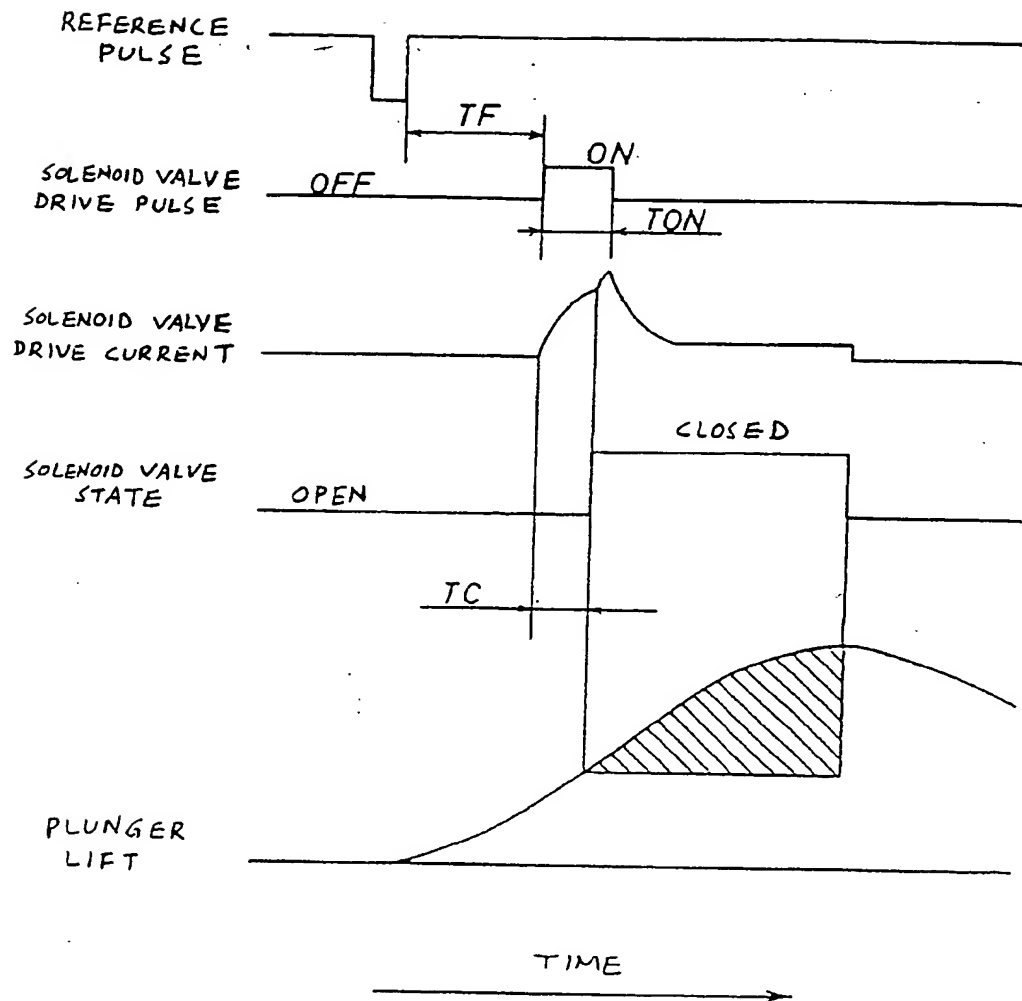 REFERENCE
PULSE
TF
ON
SOLENOID VALVE
DRIVE PULSE
OFF
TON
SOLENOID VALVE
DRIVE CURRENT
CLOSED
SOLENOID VALVE
STATE
OPEN
TC
PLUNGER
LIFT
TIME